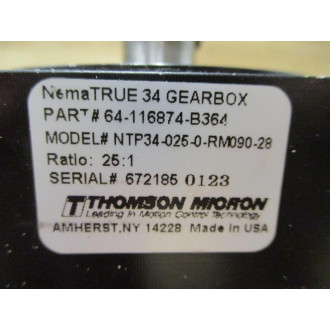 NemaTRUE 34 GEARBOX
PART# 64-116874-B364
MODEL# NTP34-025-0-RM090-28
Ratio: 25:1
SERIAL# 672185 0123
THOMSON MICRON
Leading in Motion Control Technology
AMHERST,NY 14228 Made in USA